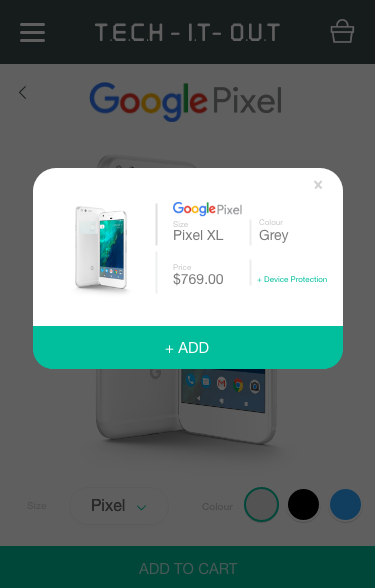 T.E.C.H - I.T- O.U.T
Google Pixel
x
Google Pixel
Size
Colour
Pixel XL
Grey
Price
$769.00
+ Device Protection
+ ADD
Size
Pixel
Colour
ADD TO CART